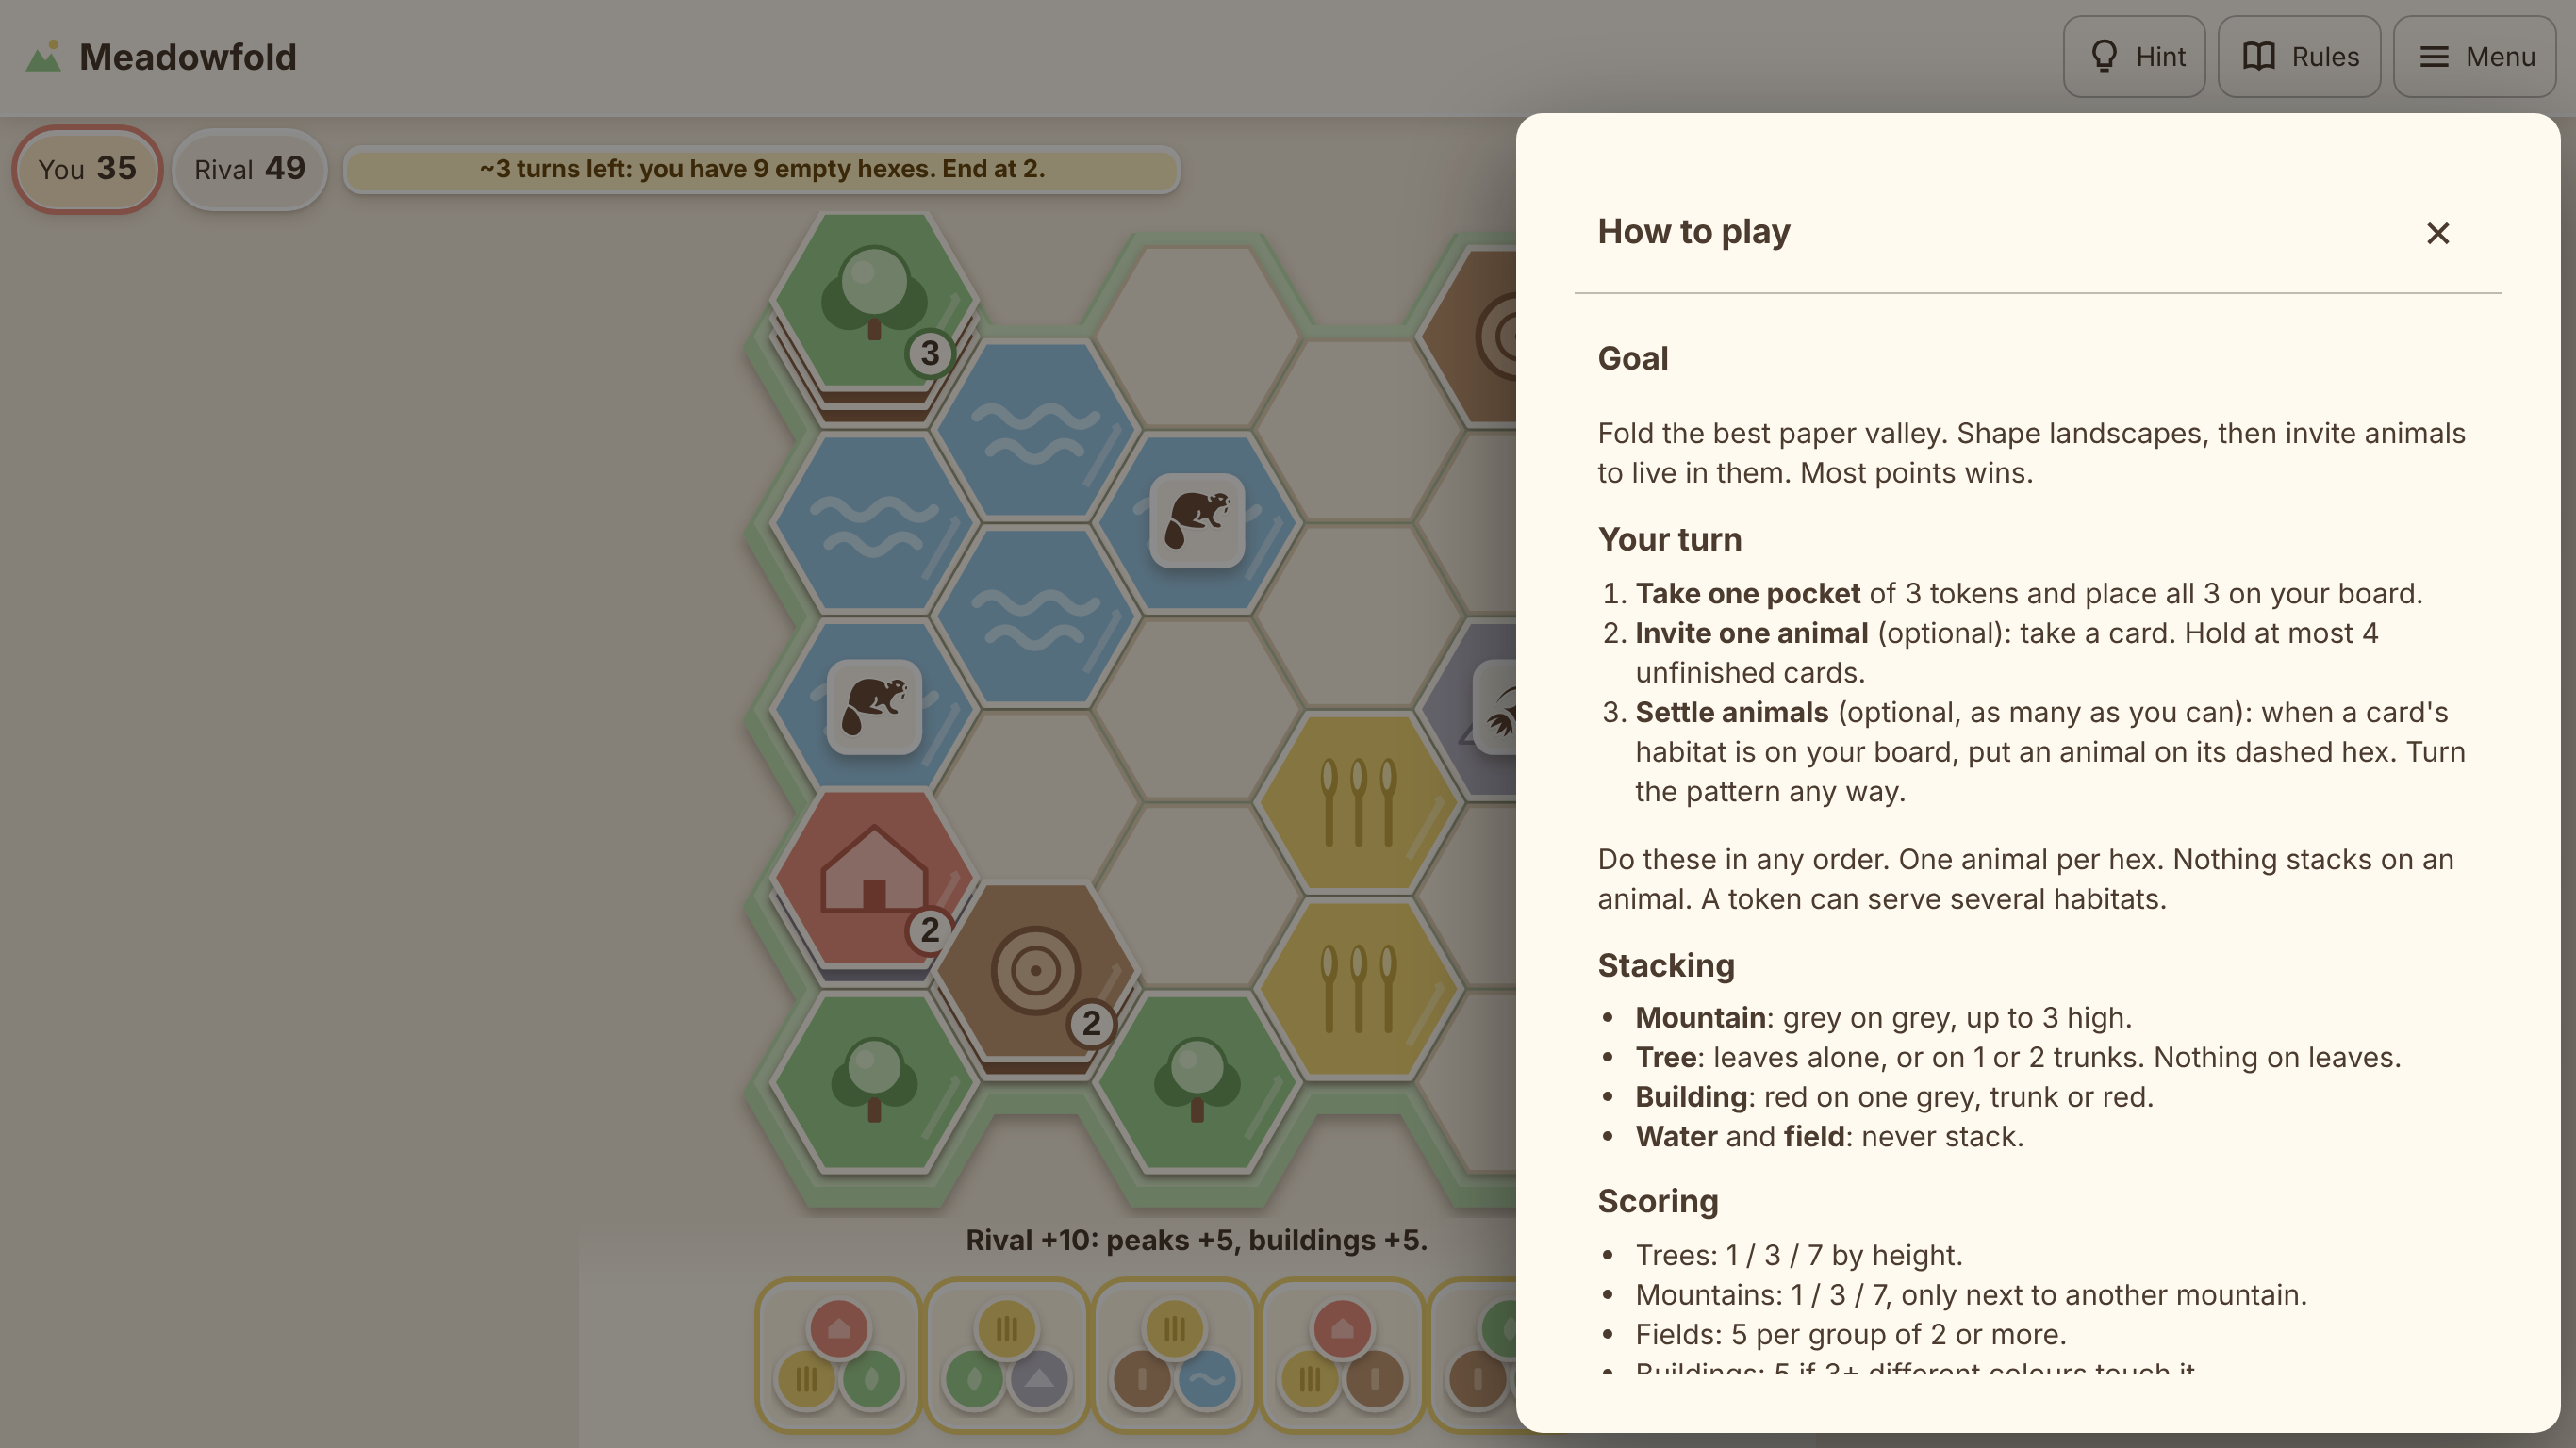 Meadowfold
Hint
Rules
Menu
You 35
Rival 49
~3 turns left: you have 9 empty hexes. End at 2.
3
2
2
Rival +10: peaks +5, buildings +5.
How to play
Goal
Fold the best paper valley. Shape landscapes, then invite animals
to live in them. Most points wins.
Your turn
1. Take one pocket of 3 tokens and place all 3 on your board.
2. Invite one animal (optional): take a card. Hold at most 4
unfinished cards.
3. Settle animals (optional, as many as you can): when a card's
habitat is on your board, put an animal on its dashed hex. Turn
the pattern any way.
Do these in any order. One animal per hex. Nothing stacks on an
animal. A token can serve several habitats.
Stacking
• Mountain: grey on grey, up to 3 high.
• Tree: leaves alone, or on 1 or 2 trunks. Nothing on leaves.
• Building: red on one grey, trunk or red.
• Water and field: never stack.
Scoring
• Trees: 1 / 3 / 7 by height.
• Mountains: 1 / 3 / 7, only next to another mountain.
• Fields: 5 per group of 2 or more.
• Buildings: 5 if 3+ different colours touch it